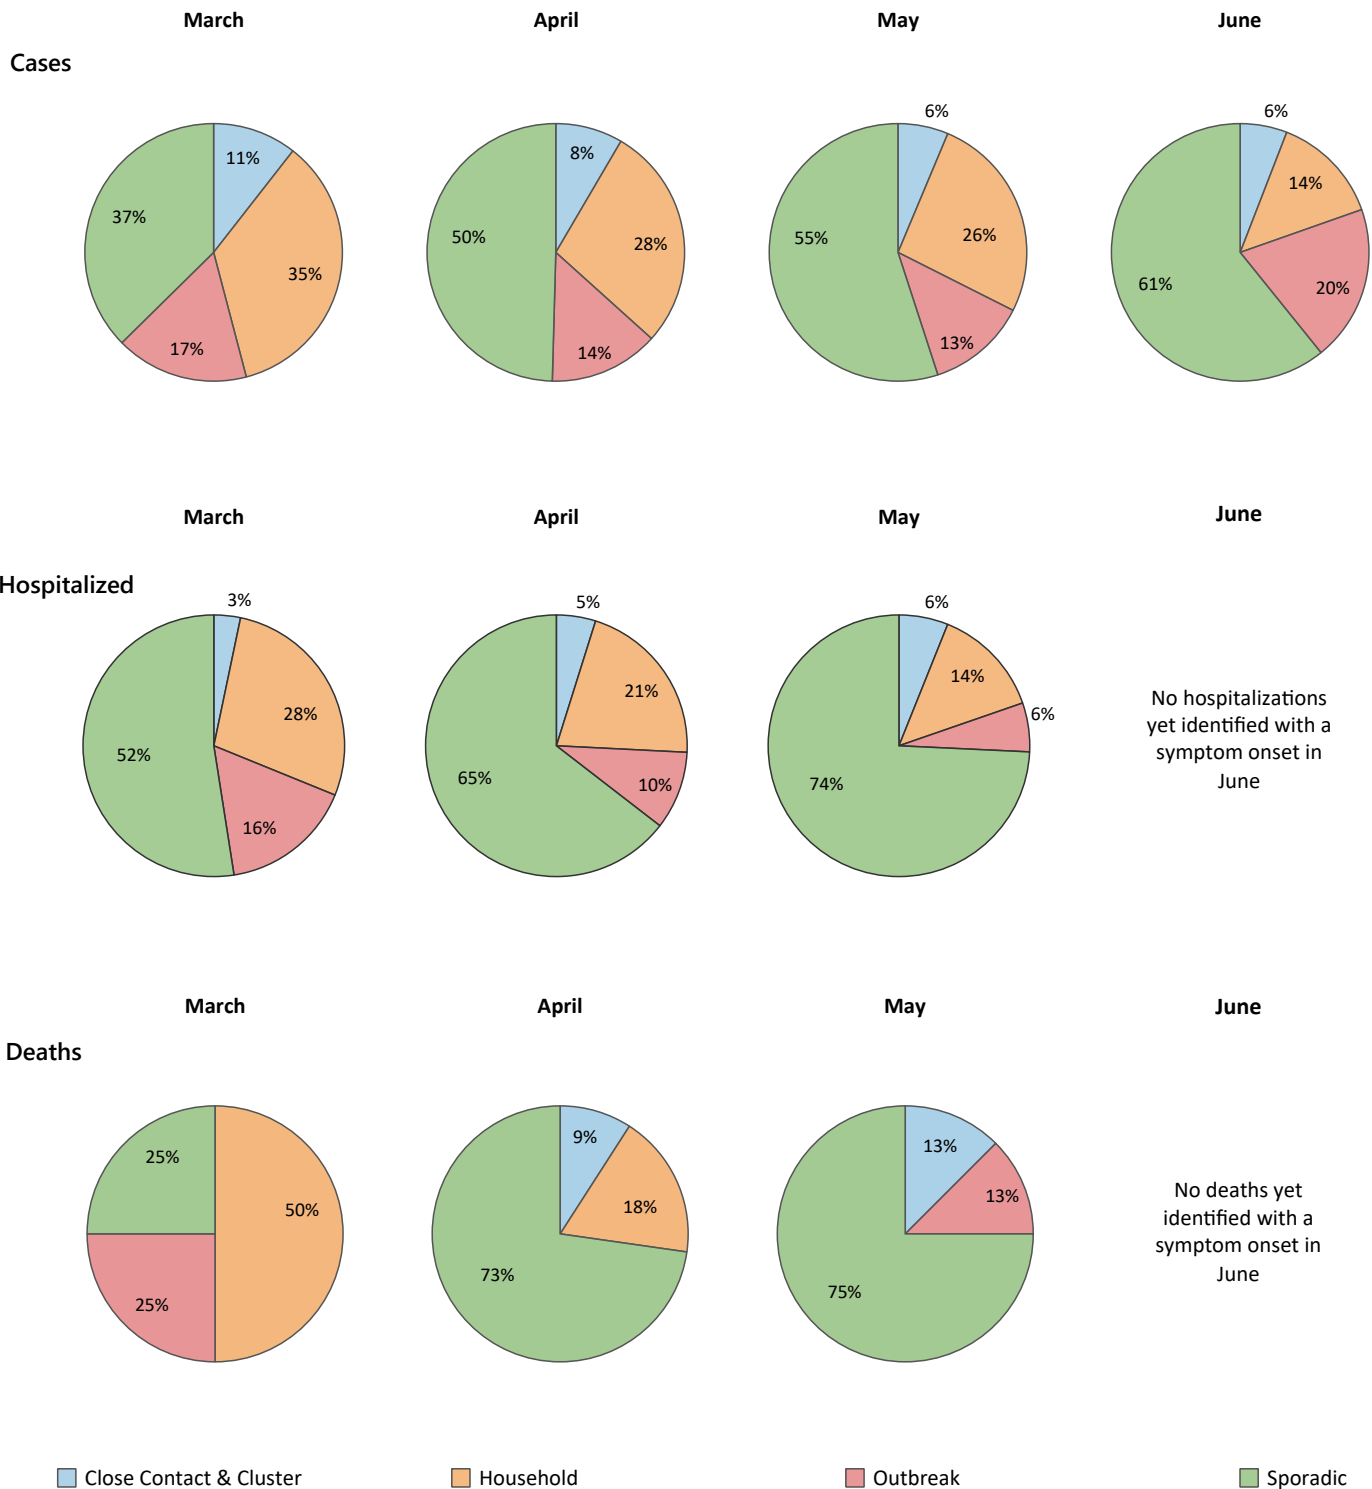 March
April
May
June
Cases
11%
35%
17%
37%
8%
28%
14%
50%
6%
26%
13%
55%
6%
14%
20%
61%
March
April
May
June
Hospitalized
3%
28%
16%
52%
5%
21%
10%
65%
6%
14%
6%
74%
No hospitalizations
yet identified with a
symptom onset in
June
March
April
May
June
Deaths
50%
25%
25%
9%
18%
73%
13%
13%
75%
No deaths yet
identified with a
symptom onset in
June
Close Contact & Cluster
Household
Outbreak
Sporadic